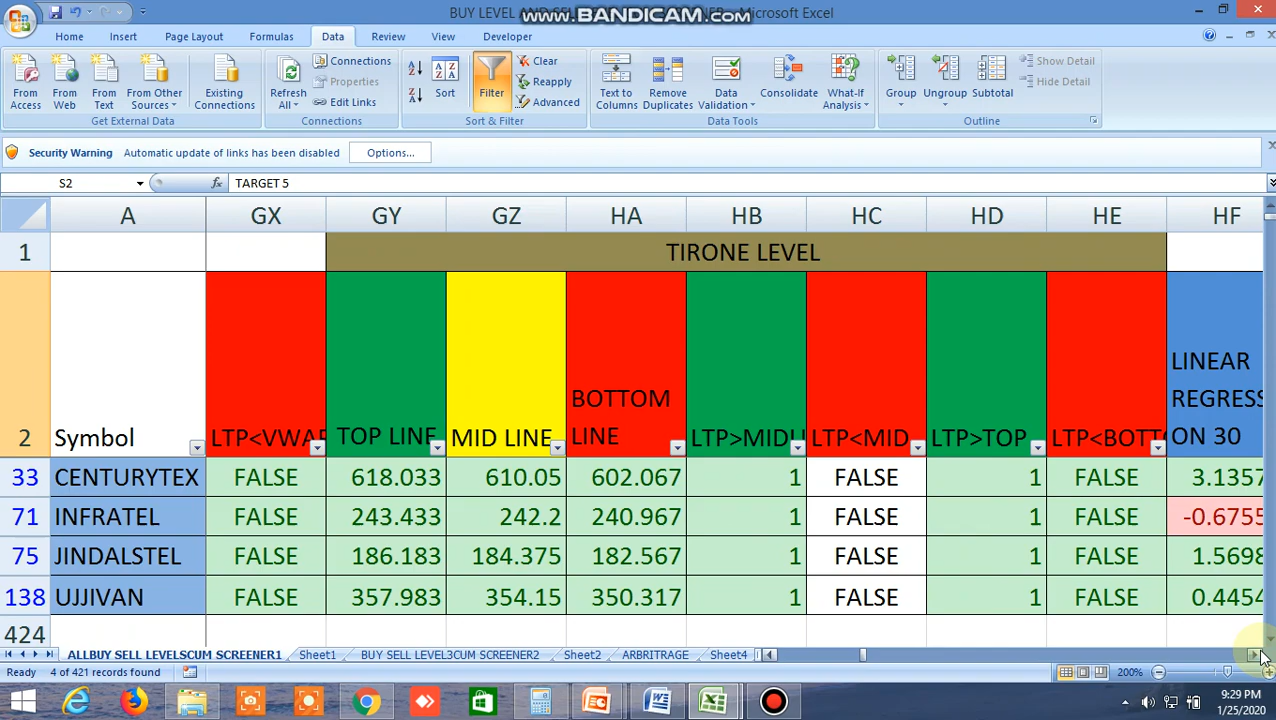 BUY LEVEL AND SE
www.BANDICAM.com
- Microsoft Excel
Home Insert Page Layout Formulas Data Review View Developer
From Access
From Web
From Text
From Other Sources
Existing Connections
Get External Data
Refresh All
Connections
Properties
Edit Links
Connections
Sort
Filter
Clear
Reapply
Advanced
Sort & Filter
Text to Columns
Remove Duplicates
Data Validation
Consolidate
What-If Analysis
Data Tools
Group
Ungroup
Subtotal
Show Detail
Hide Detail
Outline
Security Warning Automatic update of links has been disabled Options...
S2 fx TARGET 5
A GX GY GZ HA HB HC HD HE HF
1 TIRONE LEVEL
2 Symbol LTP<VWAP TOP LINE MID LINE BOTTOM LINE LTP>MIDL LTP<MID LTP>TOP LTP<BOTTO LINEAR REGRESS ON 30
33 CENTURYTEX FALSE 618.033 610.05 602.067 1 FALSE 1 FALSE 3.1357
71 INFRATEL FALSE 243.433 242.2 240.967 1 FALSE 1 FALSE -0.6755
75 JINDALSTEL FALSE 186.183 184.375 182.567 1 FALSE 1 FALSE 1.5698
138 UJJIVAN FALSE 357.983 354.15 350.317 1 FALSE 1 FALSE 0.4454
424
ALLBUY SELL LEVELSCUM SCREENER1 Sheet1 BUY SELL LEVEL3CUM SCREENER2 Sheet2 ARBRITRAGE Sheet4
Ready 4 of 421 records found 200%
9:29 PM
1/25/2020